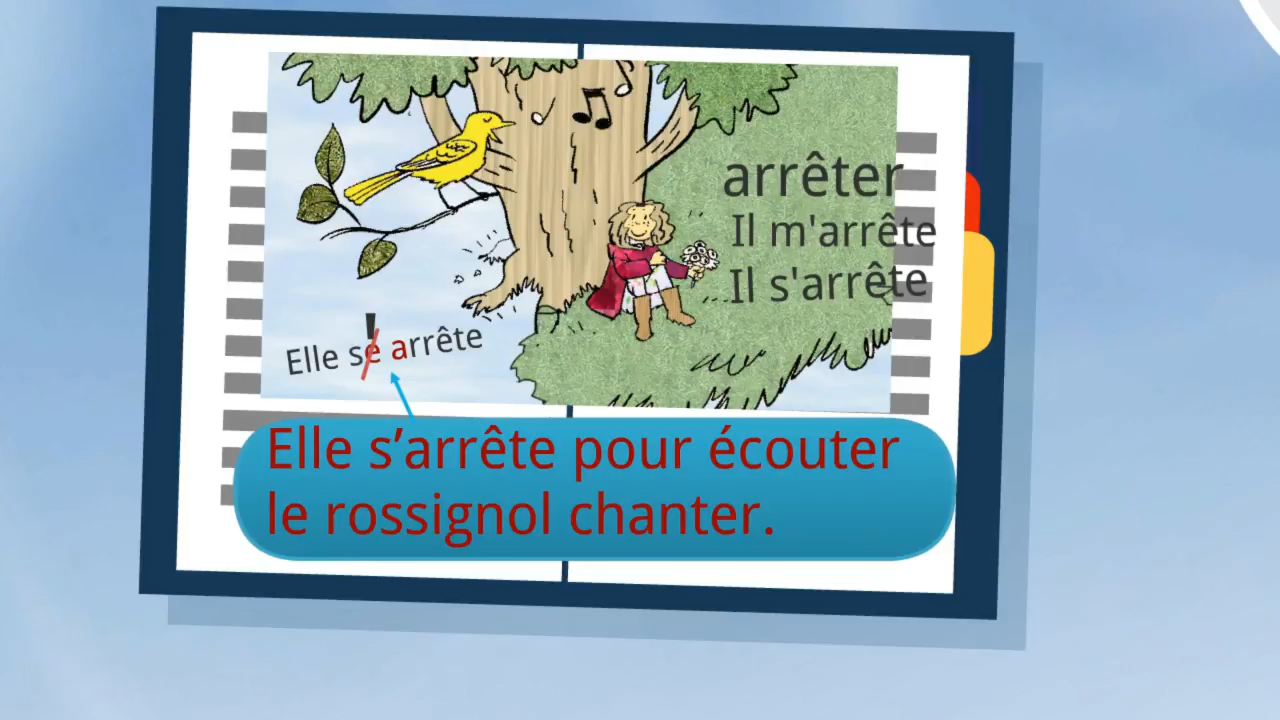 arrêter
Il m'arrête
Il s'arrête
Elle se arrête
'
Elle s’arrête pour écouter
le rossignol chanter.